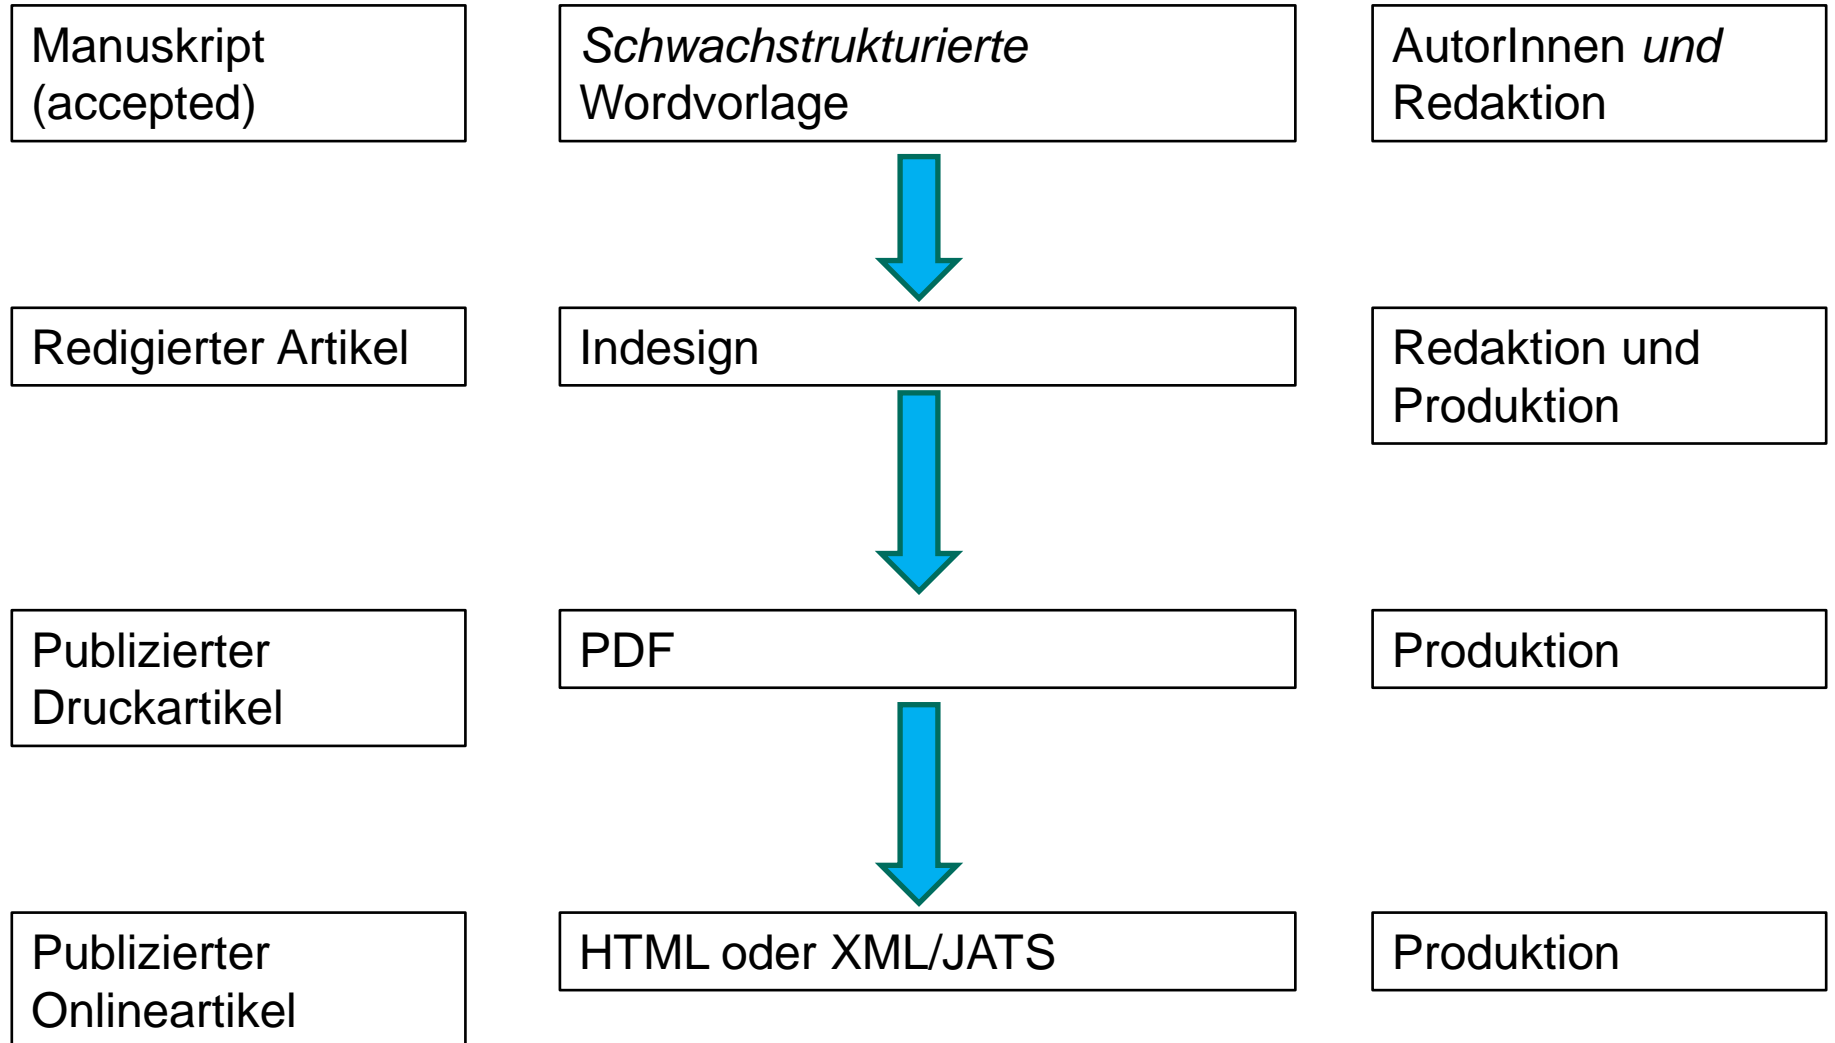 Manuskript
(accepted)
Schwachstrukturierte
Wordvorlage
AutorInnen und
Redaktion
Redigierter Artikel
Indesign
Redaktion und
Produktion
Publizierter
Druckartikel
PDF
Produktion
Publizierter
Onlineartikel
HTML oder XML/JATS
Produktion